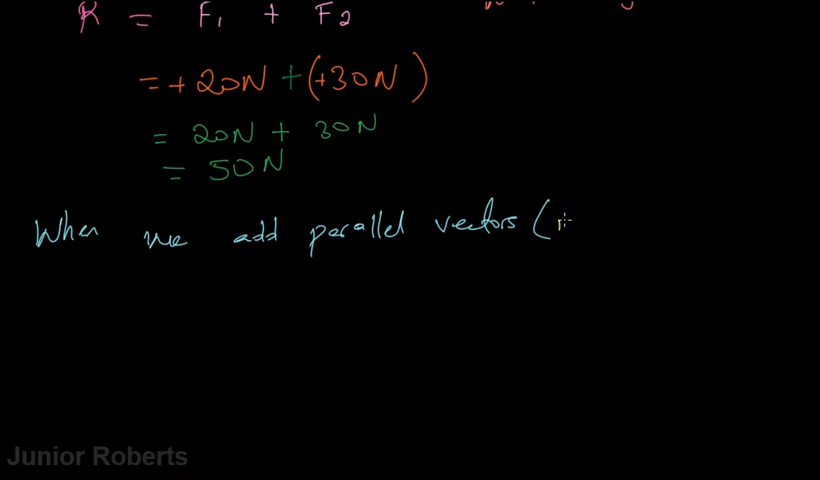 R = F1 + F2
= + 20N + (+30N)
= 20N + 30N
= 50N
When we add parallel vectors (
Junior Roberts